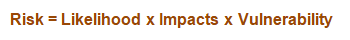 Risk = Likelihood x Impacts x Vulnerability